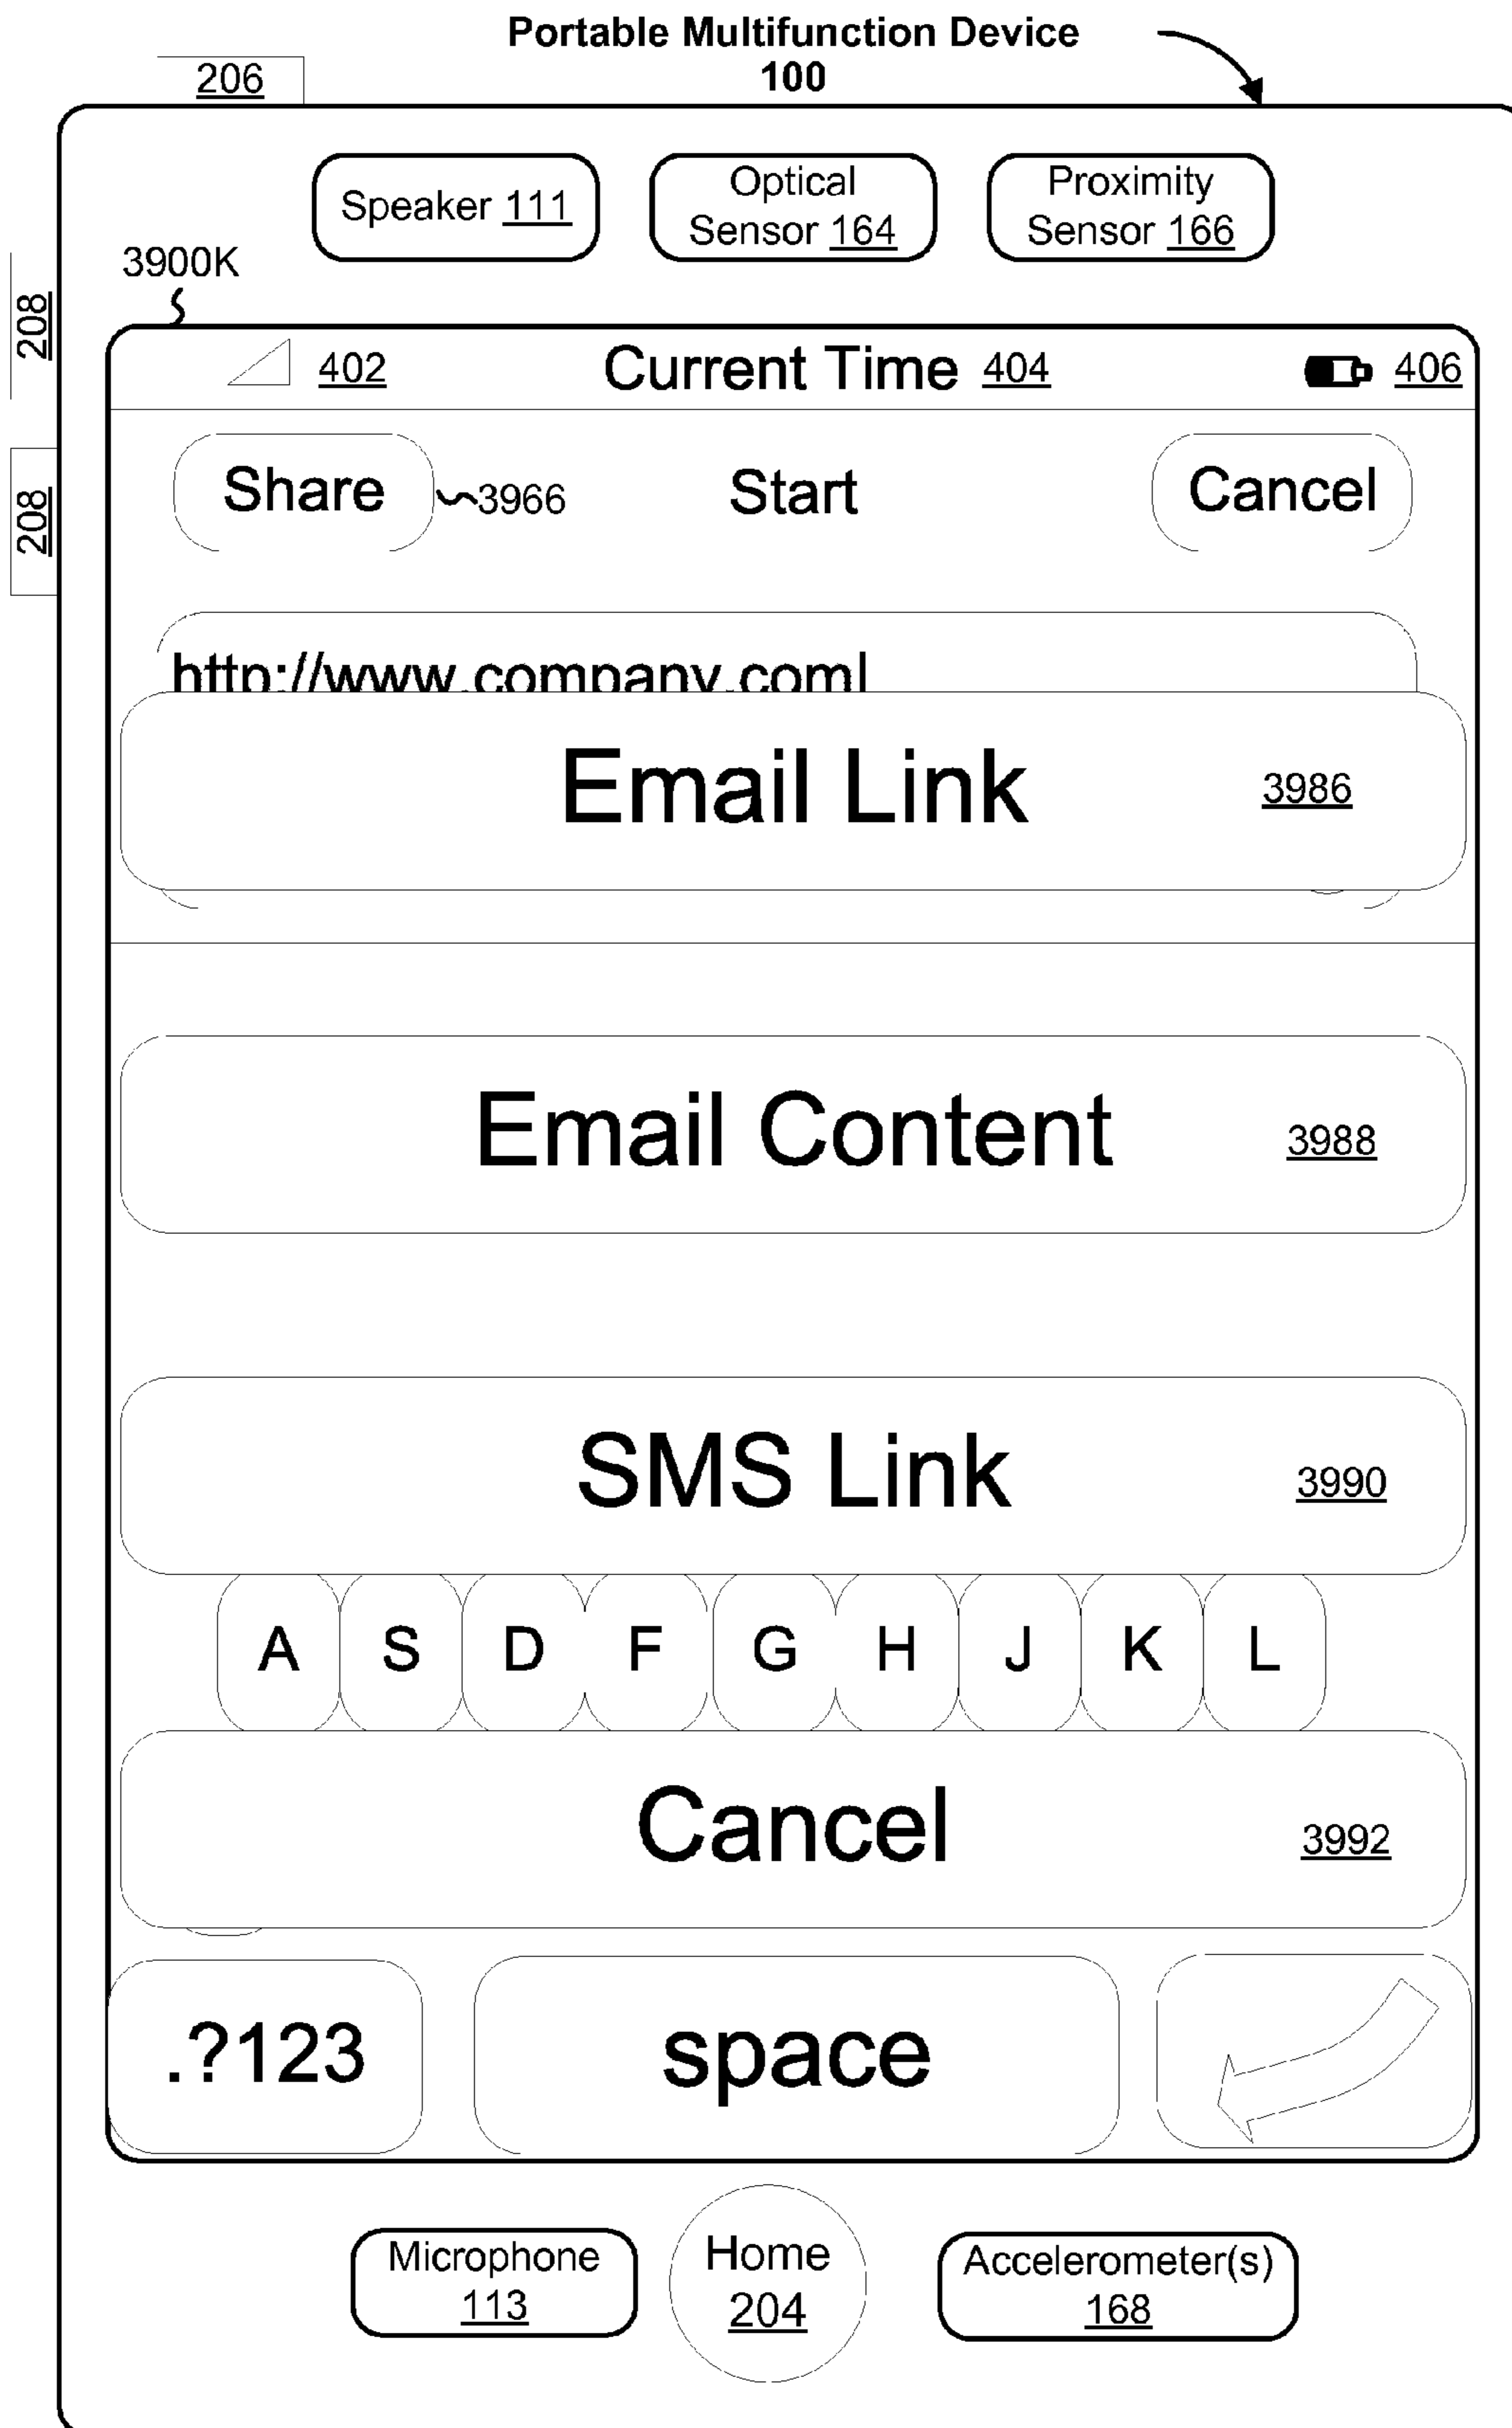 Portable Multifunction Device
100
206
Speaker 111
Optical
Sensor 164
Proximity
Sensor 166
3900K
208
208
402
Current Time 404
406
Share
3966
Start
Cancel
http://www.company.com
Email Link
3986
Email Content
3988
SMS Link
3990
A S D F G H J K L
Cancel
3992
.?123
space
Microphone
113
Home
204
Accelerometer(s)
168